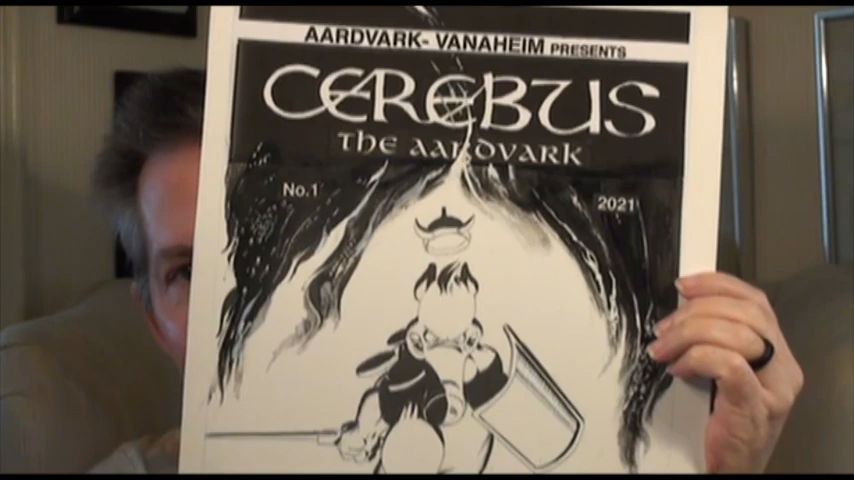 AARDVARK-VANAHEIM PRESENTS
CEREBUS
THE AARDVARK
No.1
2021